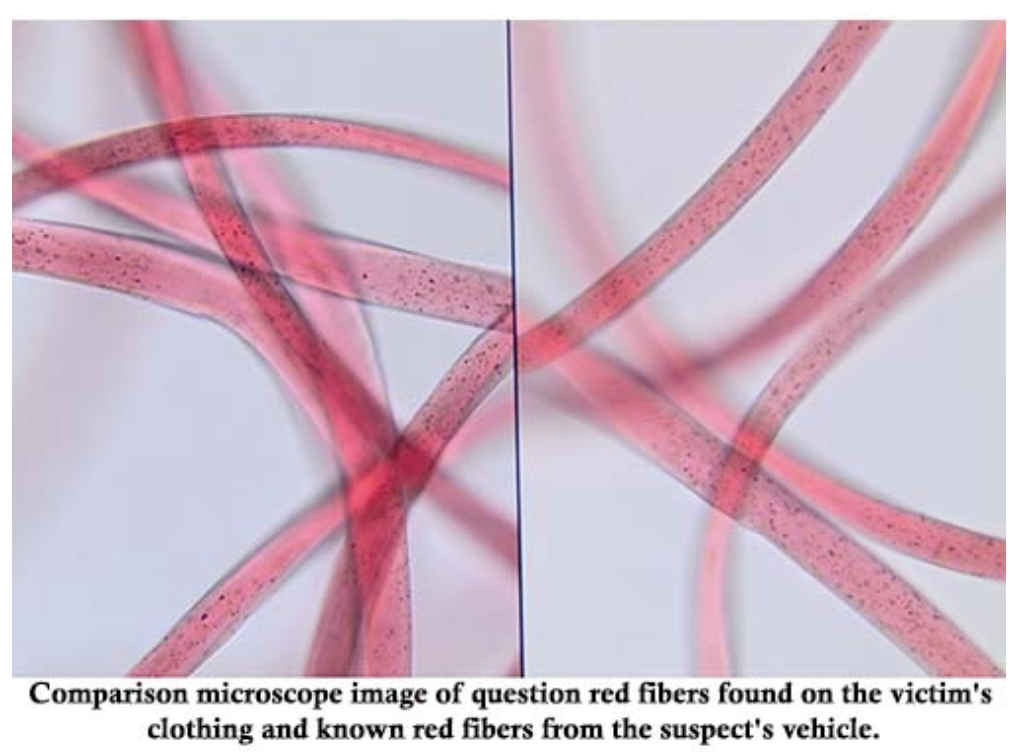 Comparison microscope image of question red fibers found on the victim's
clothing and known red fibers from the suspect's vehicle.